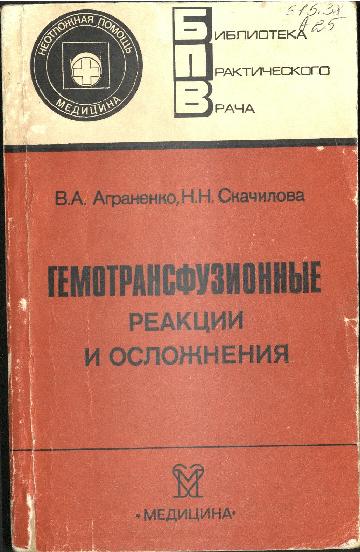 НЕОТЛОЖНАЯ ПОМОЩЬ
МЕДИЦИНА
БИБЛИОТЕКА
ПРАКТИЧЕСКОГО
ВРАЧА
В.А. Аграненко, Н.Н. Скачилова
ГЕМОТРАНСФУЗИОННЫЕ
РЕАКЦИИ
И ОСЛОЖНЕНИЯ
«МЕДИЦИНА»